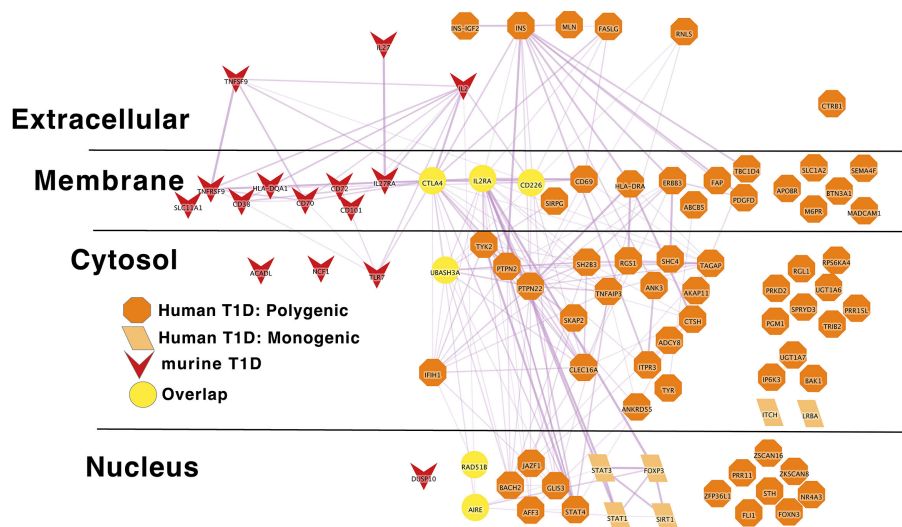 INS-IGF2 INS MLN FASLG RNLS
IL27
TNFSF9 IL2
CTRB1
Extracellular
Membrane
TNFRSF9 HLA-DQA1 CD72 IL27RA CTLA4 IL2RA CD226 CD69 HLA-DRA ERBB3 FAP TBC1D4 SLC1A2 SEMA4F
SLC11A1 CD38 CD70 CD101 SIRPG ABCB5 PDGFD APOBR BTN3A1
M6PR MADCAM1
Cytosol
TYK2
ACADL NCF1 TLR7 UBASH3A PTPN2 SH2B3 RGS1 SHC4 TAGAP RGL1 RPS6KA4
PTPN22 TNFAIP3 ANK3 AKAP11 PRKD2 UGT1A6
SKAP2 CTSH PGM1 SPRYD3 TRIB2 PRR15L
ADCY8
Human T1D: Polygenic
Human T1D: Monogenic
murine T1D
Overlap
IFIH1 CLEC16A ITPR3 UGT1A7
TYR IP6K3 BAK1
ANKRD55 ITCH LRBA
Nucleus
DUSP10 RAD51B JAZF1 STAT3 FOXP3 ZSCAN16
BACH2 GLIS3 PRR11 ZKSCAN8
AIRE AFF3 STAT4 STAT1 SIRT1 ZFP36L1 STH NR4A3
FLI1 FOXN3